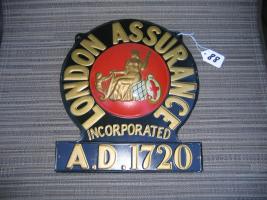 LONDON ASSURANCE
INCORPORATED
A.D. 1720
88